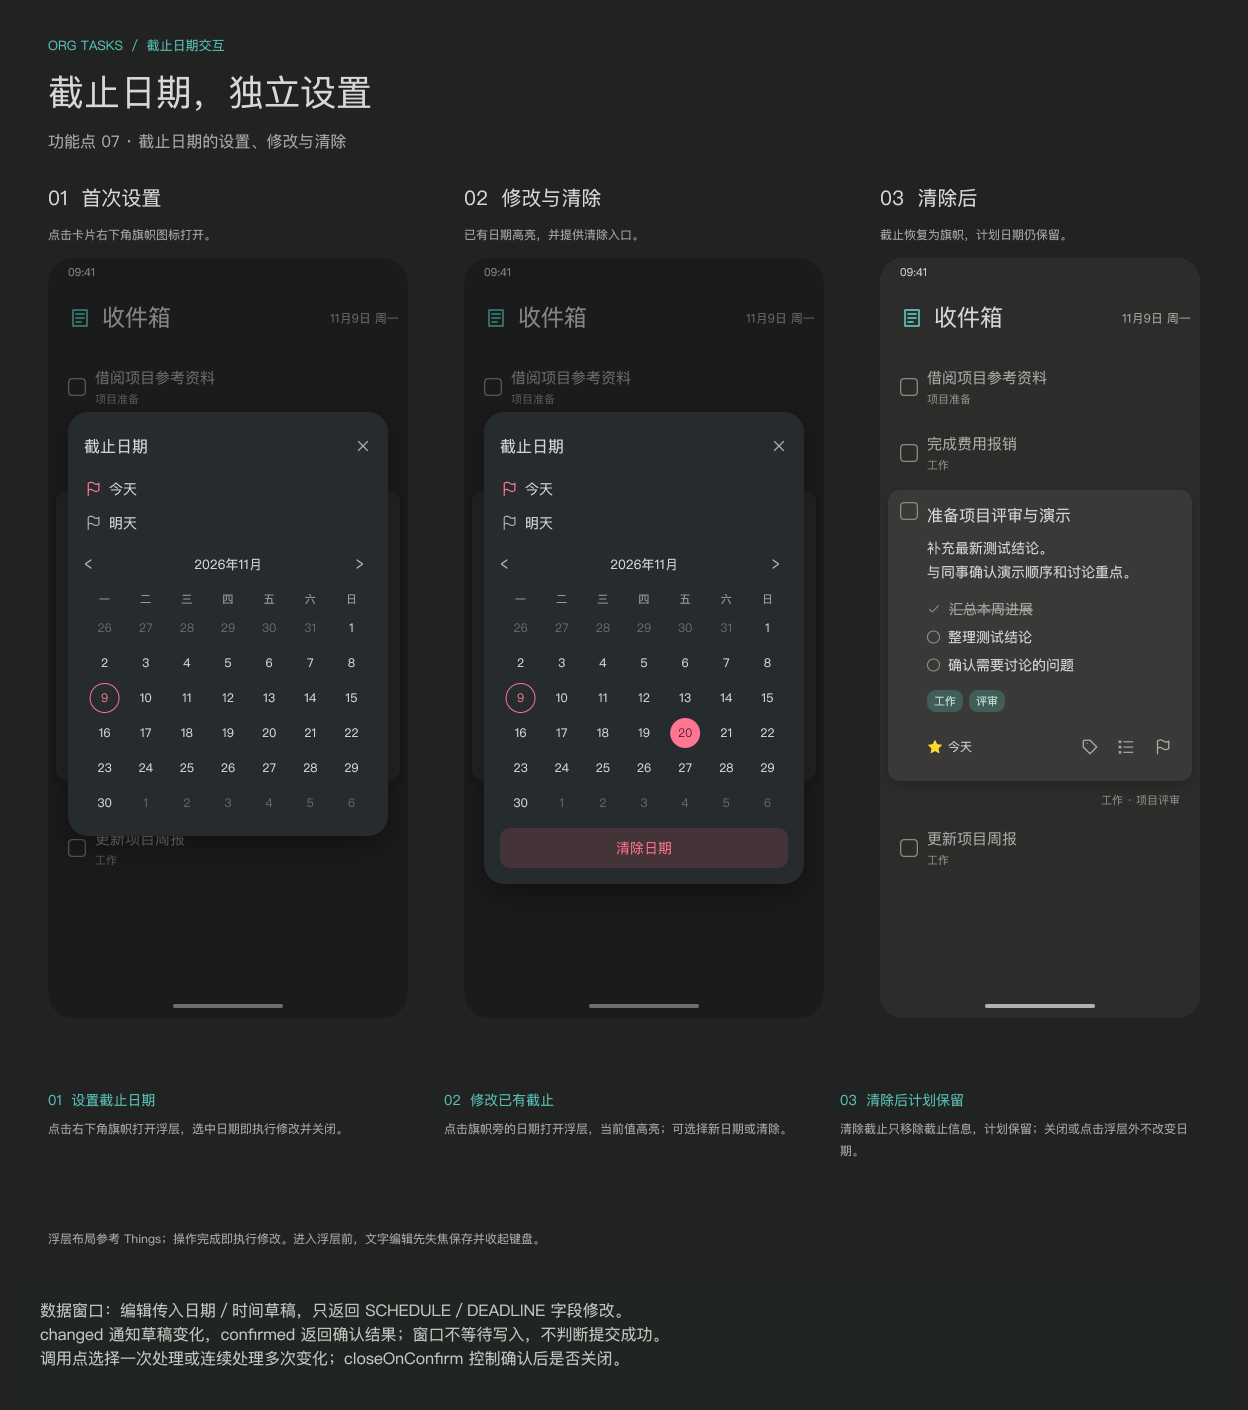 ORG TASKS / 截止日期交互
截止日期，独立设置
功能点 07 · 截止日期的设置、修改与清除
01 首次设置
点击卡片右下角旗帜图标打开。
09:41
收件箱
11月9日 周一
借阅项目参考资料
项目准备
截止日期
今天
明天
2026年11月
一 二 三 四 五 六 日
26 27 28 29 30 31 1
2 3 4 5 6 7 8
9 10 11 12 13 14 15
16 17 18 19 20 21 22
23 24 25 26 27 28 29
30 1 2 3 4 5 6
更新项目周报
工作
02 修改与清除
已有日期高亮，并提供清除入口。
09:41
收件箱
11月9日 周一
借阅项目参考资料
项目准备
截止日期
今天
明天
2026年11月
一 二 三 四 五 六 日
26 27 28 29 30 31 1
2 3 4 5 6 7 8
9 10 11 12 13 14 15
16 17 18 19 20 21 22
23 24 25 26 27 28 29
30 1 2 3 4 5 6
清除日期
03 清除后
截止恢复为旗帜，计划日期仍保留。
09:41
收件箱
11月9日 周一
借阅项目参考资料
项目准备
完成费用报销
工作
准备项目评审与演示
补充最新测试结论。
与同事确认演示顺序和讨论重点。
汇总本周进展
整理测试结论
确认需要讨论的问题
工作 评审
今天
工作 · 项目评审
更新项目周报
工作
01 设置截止日期
点击右下角旗帜打开浮层，选中日期即执行修改并关闭。
02 修改已有截止
点击旗帜旁的日期打开浮层，当前值高亮；可选择新日期或清除。
03 清除后计划保留
清除截止只移除截止信息，计划保留；关闭或点击浮层外不改变日
期。
浮层布局参考 Things；操作完成即执行修改。进入浮层前，文字编辑先失焦保存并收起键盘。
数据窗口：编辑传入日期 / 时间草稿，只返回 SCHEDULE / DEADLINE 字段修改。
changed 通知草稿变化，confirmed 返回确认结果；窗口不等待写入，不判断提交成功。
调用点选择一次处理或连续处理多次变化；closeOnConfirm 控制确认后是否关闭。